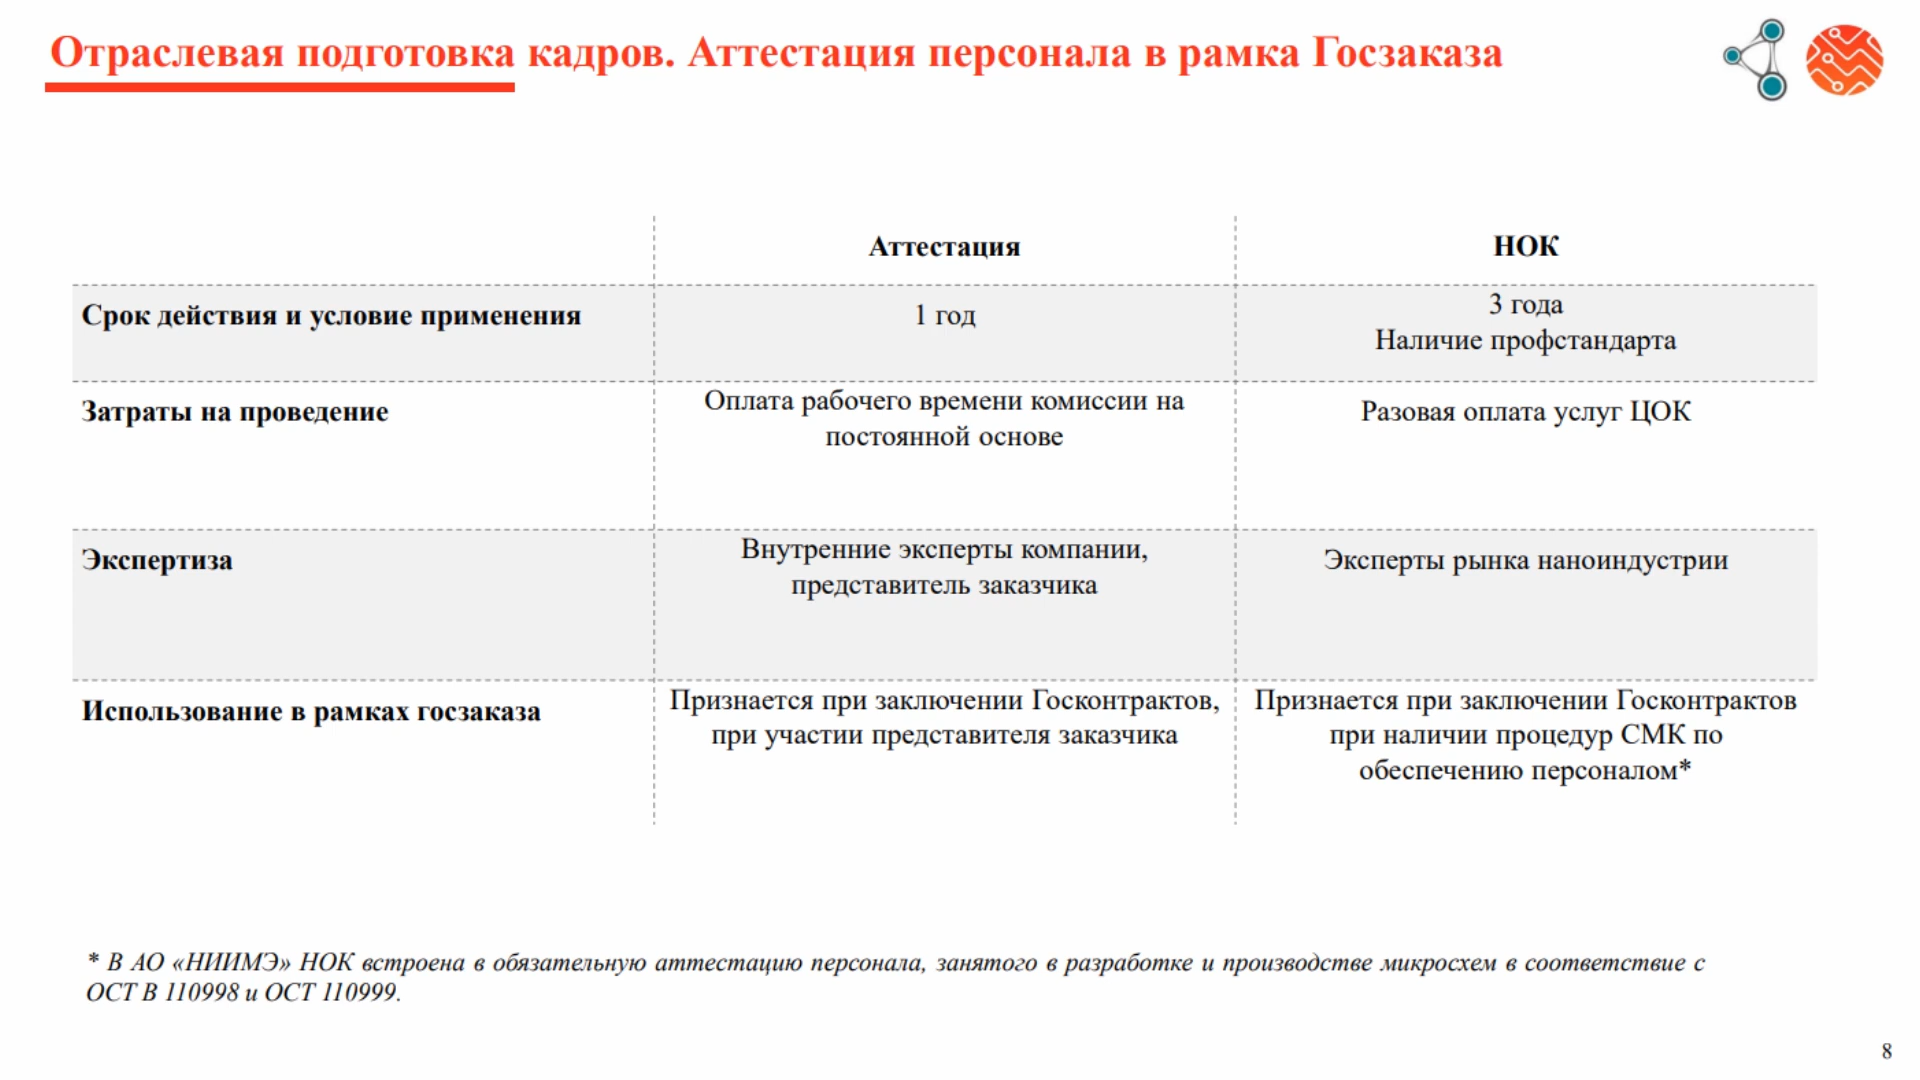 Отраслевая подготовка кадров. Аттестация персонала в рамка Госзаказа
Аттестация
НОК
Срок действия и условие применения
1 год
3 года
Наличие профстандарта
Затраты на проведение
Оплата рабочего времени комиссии на
постоянной основе
Разовая оплата услуг ЦОК
Экспертиза
Внутренние эксперты компании,
представитель заказчика
Эксперты рынка наноиндустрии
Использование в рамках госзаказа
Признается при заключении Госконтрактов,
при участии представителя заказчика
Признается при заключении Госконтрактов
при наличии процедур СМК по
обеспечению персоналом*
* В АО «НИИМЭ» НОК встроена в обязательную аттестацию персонала, занятого в разработке и производстве микросхем в соответствие с
ОСТ В 110998 и ОСТ 110999.
8